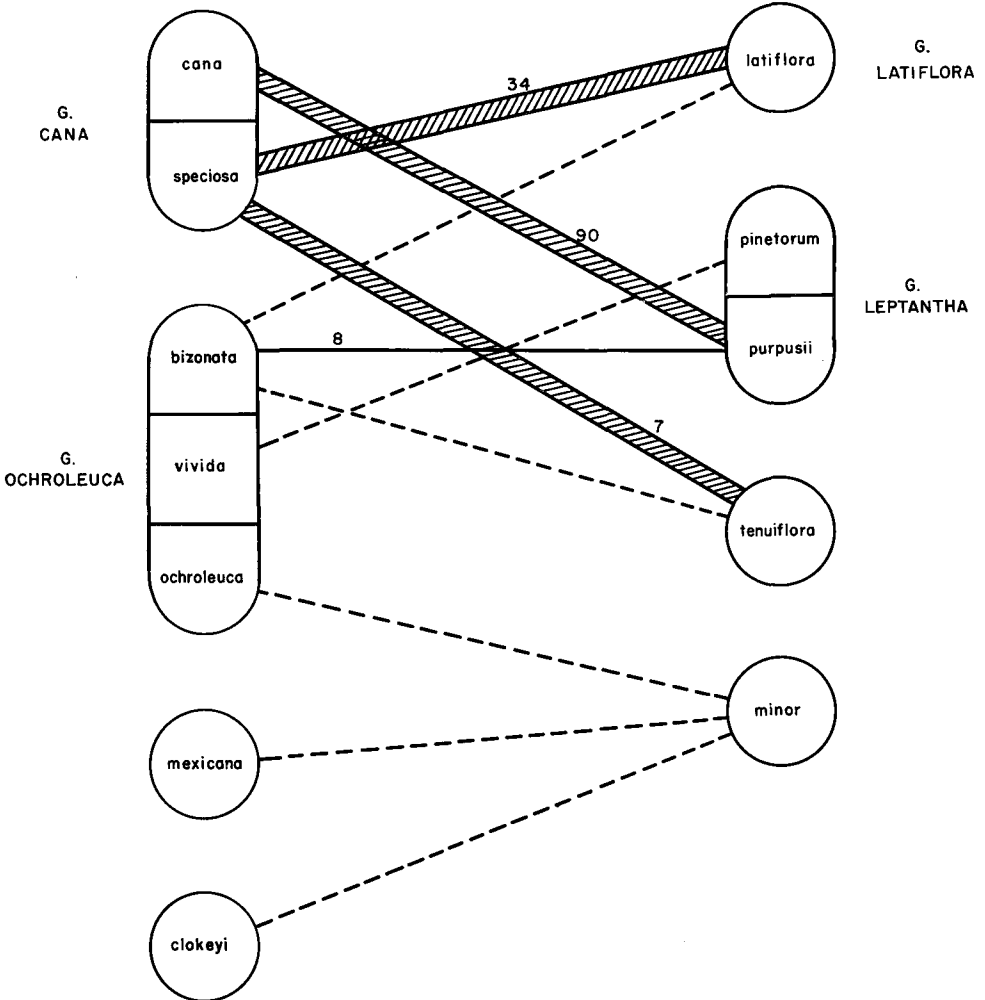 cana
G.
CANA
speciosa
34
latiflora
G.
LATIFLORA
90
pinetorum
G.
LEPTANTHA
purpusii
bizonata
8
G.
OCHROLEUCA
vivida
7
ochroleuca
tenuiflora
minor
mexicana
clokeyi